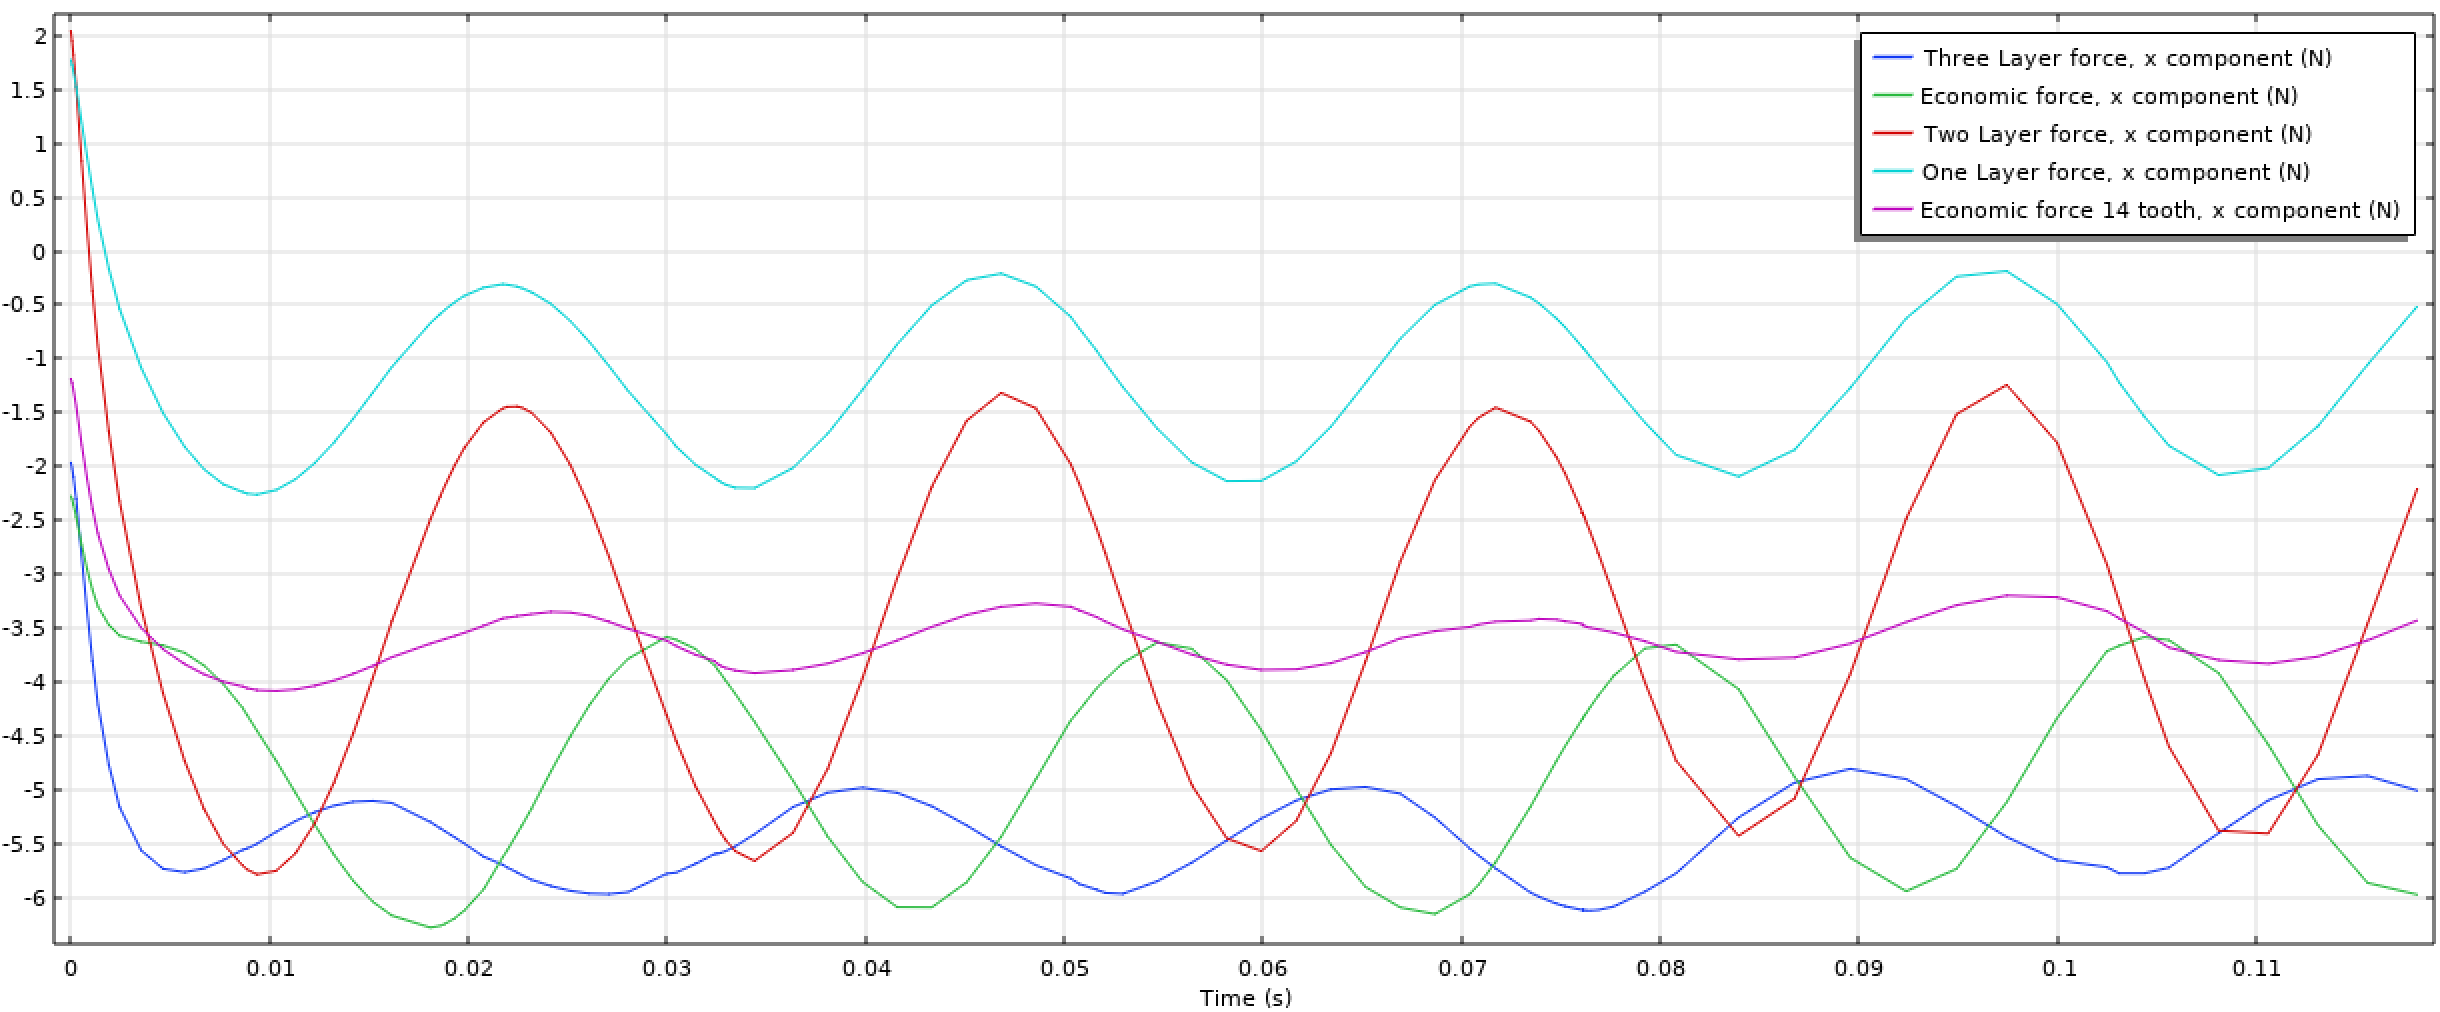 2
1.5
1
0.5
0
-0.5
-1
-1.5
-2
-2.5
-3
-3.5
-4
-4.5
-5
-5.5
-6
Three Layer force, x component (N)
Economic force, x component (N)
Two Layer force, x component (N)
One Layer force, x component (N)
Economic force 14 tooth, x component (N)
0 0.01 0.02 0.03 0.04 0.05 0.06 0.07 0.08 0.09 0.1 0.11
Time (s)